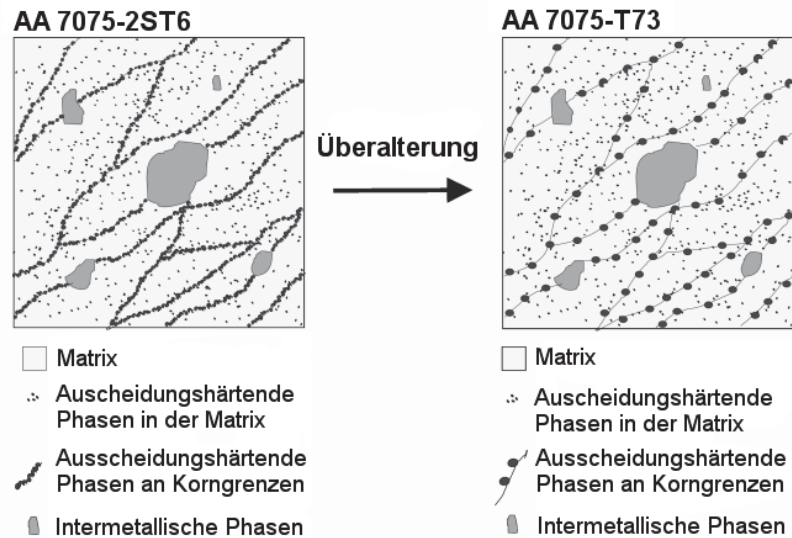 AA 7075-2ST6
AA 7075-T73
Überalterung
Matrix
Auscheidungshärtende
Phasen in der Matrix
Ausscheidungshärtende
Phasen an Korngrenzen
Intermetallische Phasen
Matrix
Auscheidungshärtende
Phasen in der Matrix
Ausscheidungshärtende
Phasen an Korngrenzen
Intermetallische Phasen